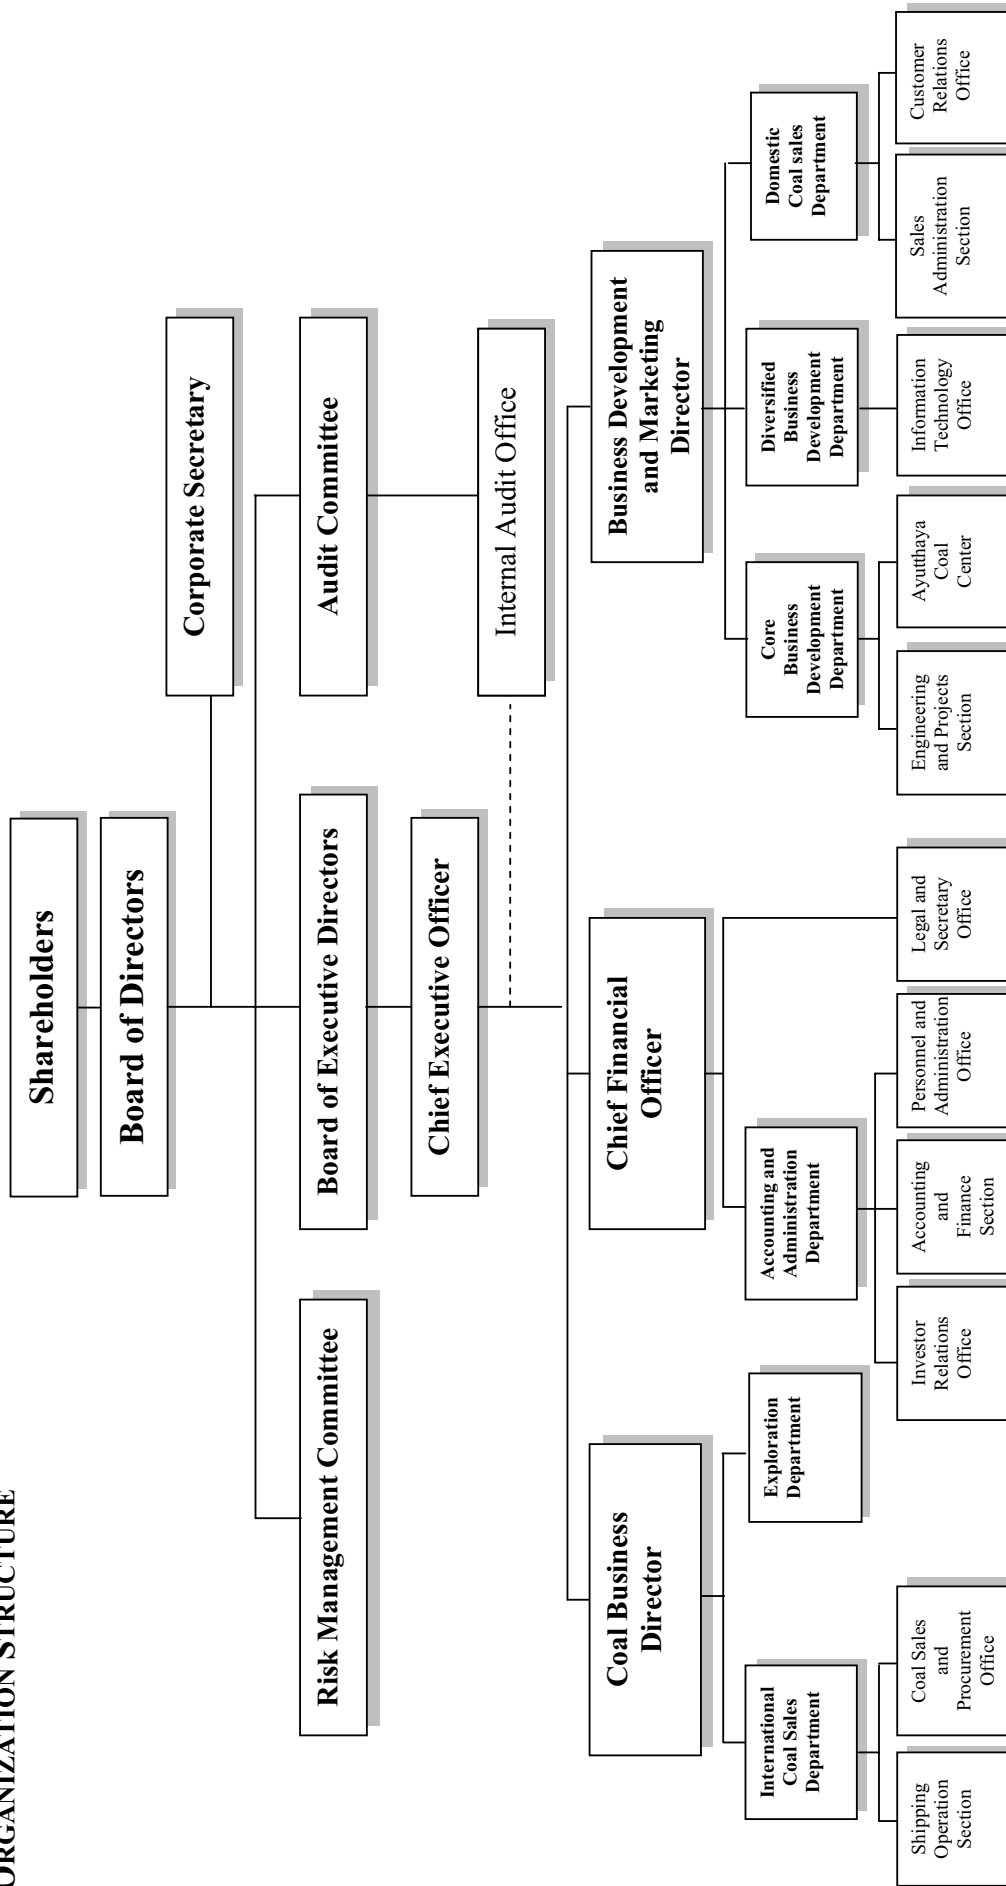 ORGANIZATION STRUCTURE
Shareholders
Board of Directors
Corporate Secretary
Risk Management Committee
Board of Executive Directors
Audit Committee
Chief Executive Officer
Internal Audit Office
Coal Business
Director
Chief Financial
Officer
Business Development
and Marketing
Director
International
Coal Sales
Department
Exploration
Department
Accounting and
Administration
Department
Core
Business
Development
Department
Diversified
Business
Development
Department
Domestic
Coal sales
Department
Shipping
Operation
Section
Coal Sales
and
Procurement
Office
Investor
Relations
Office
Accounting
and
Finance
Section
Personnel and
Administration
Office
Legal and
Secretary
Office
Engineering
and Projects
Section
Ayutthaya
Coal
Center
Information
Technology
Office
Sales
Administration
Section
Customer
Relations
Office